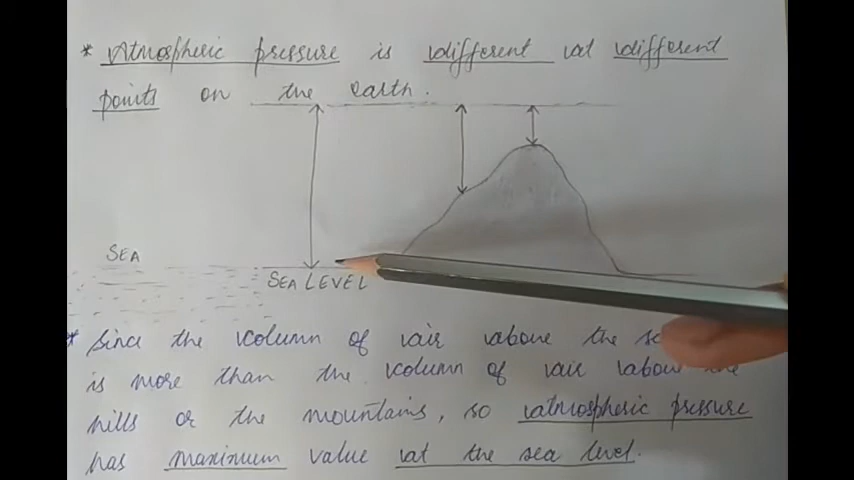 * Atmospheric pressure is different at different
points on the earth.
SEA
SEA LEVEL
* Since the column of air above the
is more than the column of air above the
hills or the mountains, so atmospheric pressure
has maximum value at the sea level.